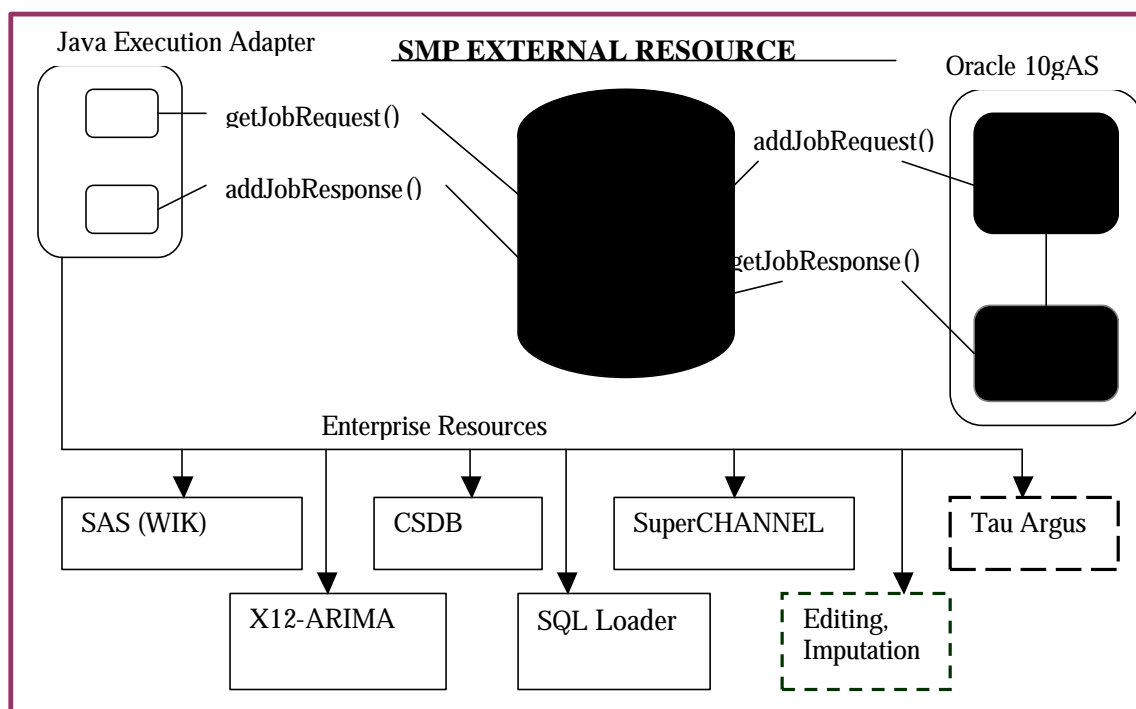 Java Execution Adapter
SMP EXTERNAL RESOURCE
Oracle 10gAS
getJobRequest()
addJobRequest()
addJobResponse()
getJobResponse()
Enterprise Resources
SAS (WIK)
CSDB
SuperCHANNEL
Tau Argus
X12-ARIMA
SQL Loader
Editing,
Imputation